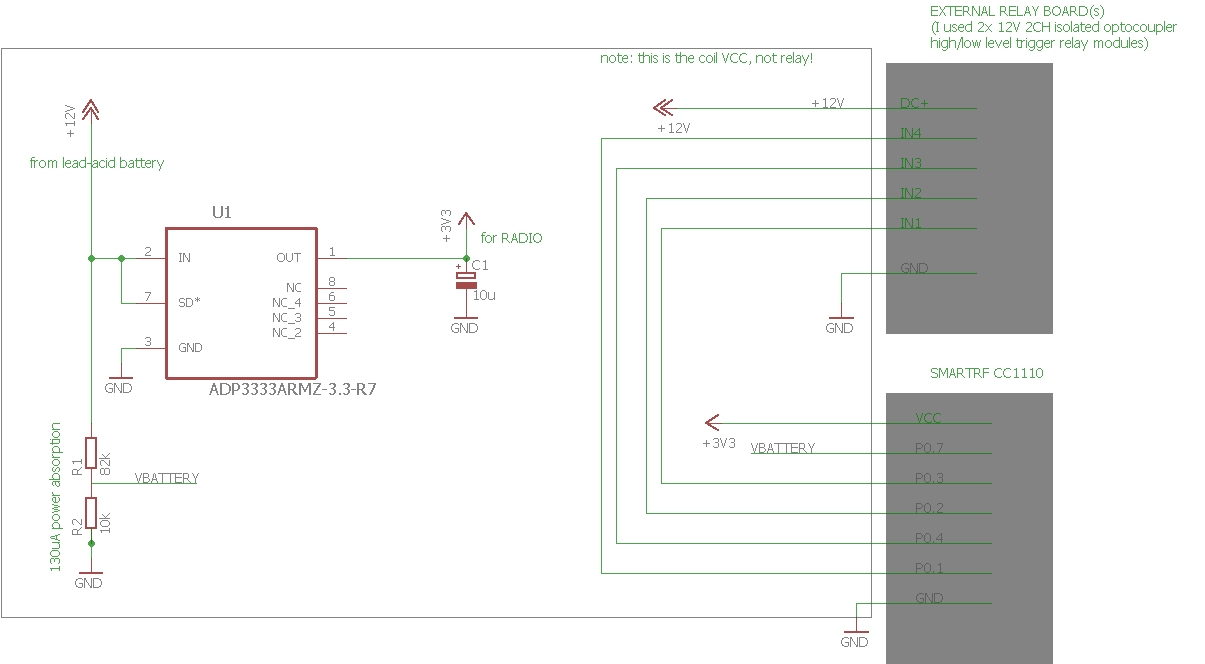 EXTERNAL RELAY BOARD(s)
(I used 2x 12V 2CH isolated optocoupler
high/low level trigger relay modules)
note: this is the coil VCC, not relay!
+12V
from lead-acid battery
+12V
+12V
DC+
IN4
IN3
IN2
IN1
GND
GND
U1
2
IN
7
SD*
3
GND
OUT
1
NC
8
NC_4
6
NC_3
5
NC_2
4
GND
ADP3333ARMZ-3.3-R7
+3V3
for RADIO
+
C1
10u
GND
SMARTRF CC1110
VCC
+3V3
VBATTERY
P0.7
P0.3
P0.2
P0.4
P0.1
GND
GND
130uA power absorption
R1
82k
VBATTERY
R2
10k
GND